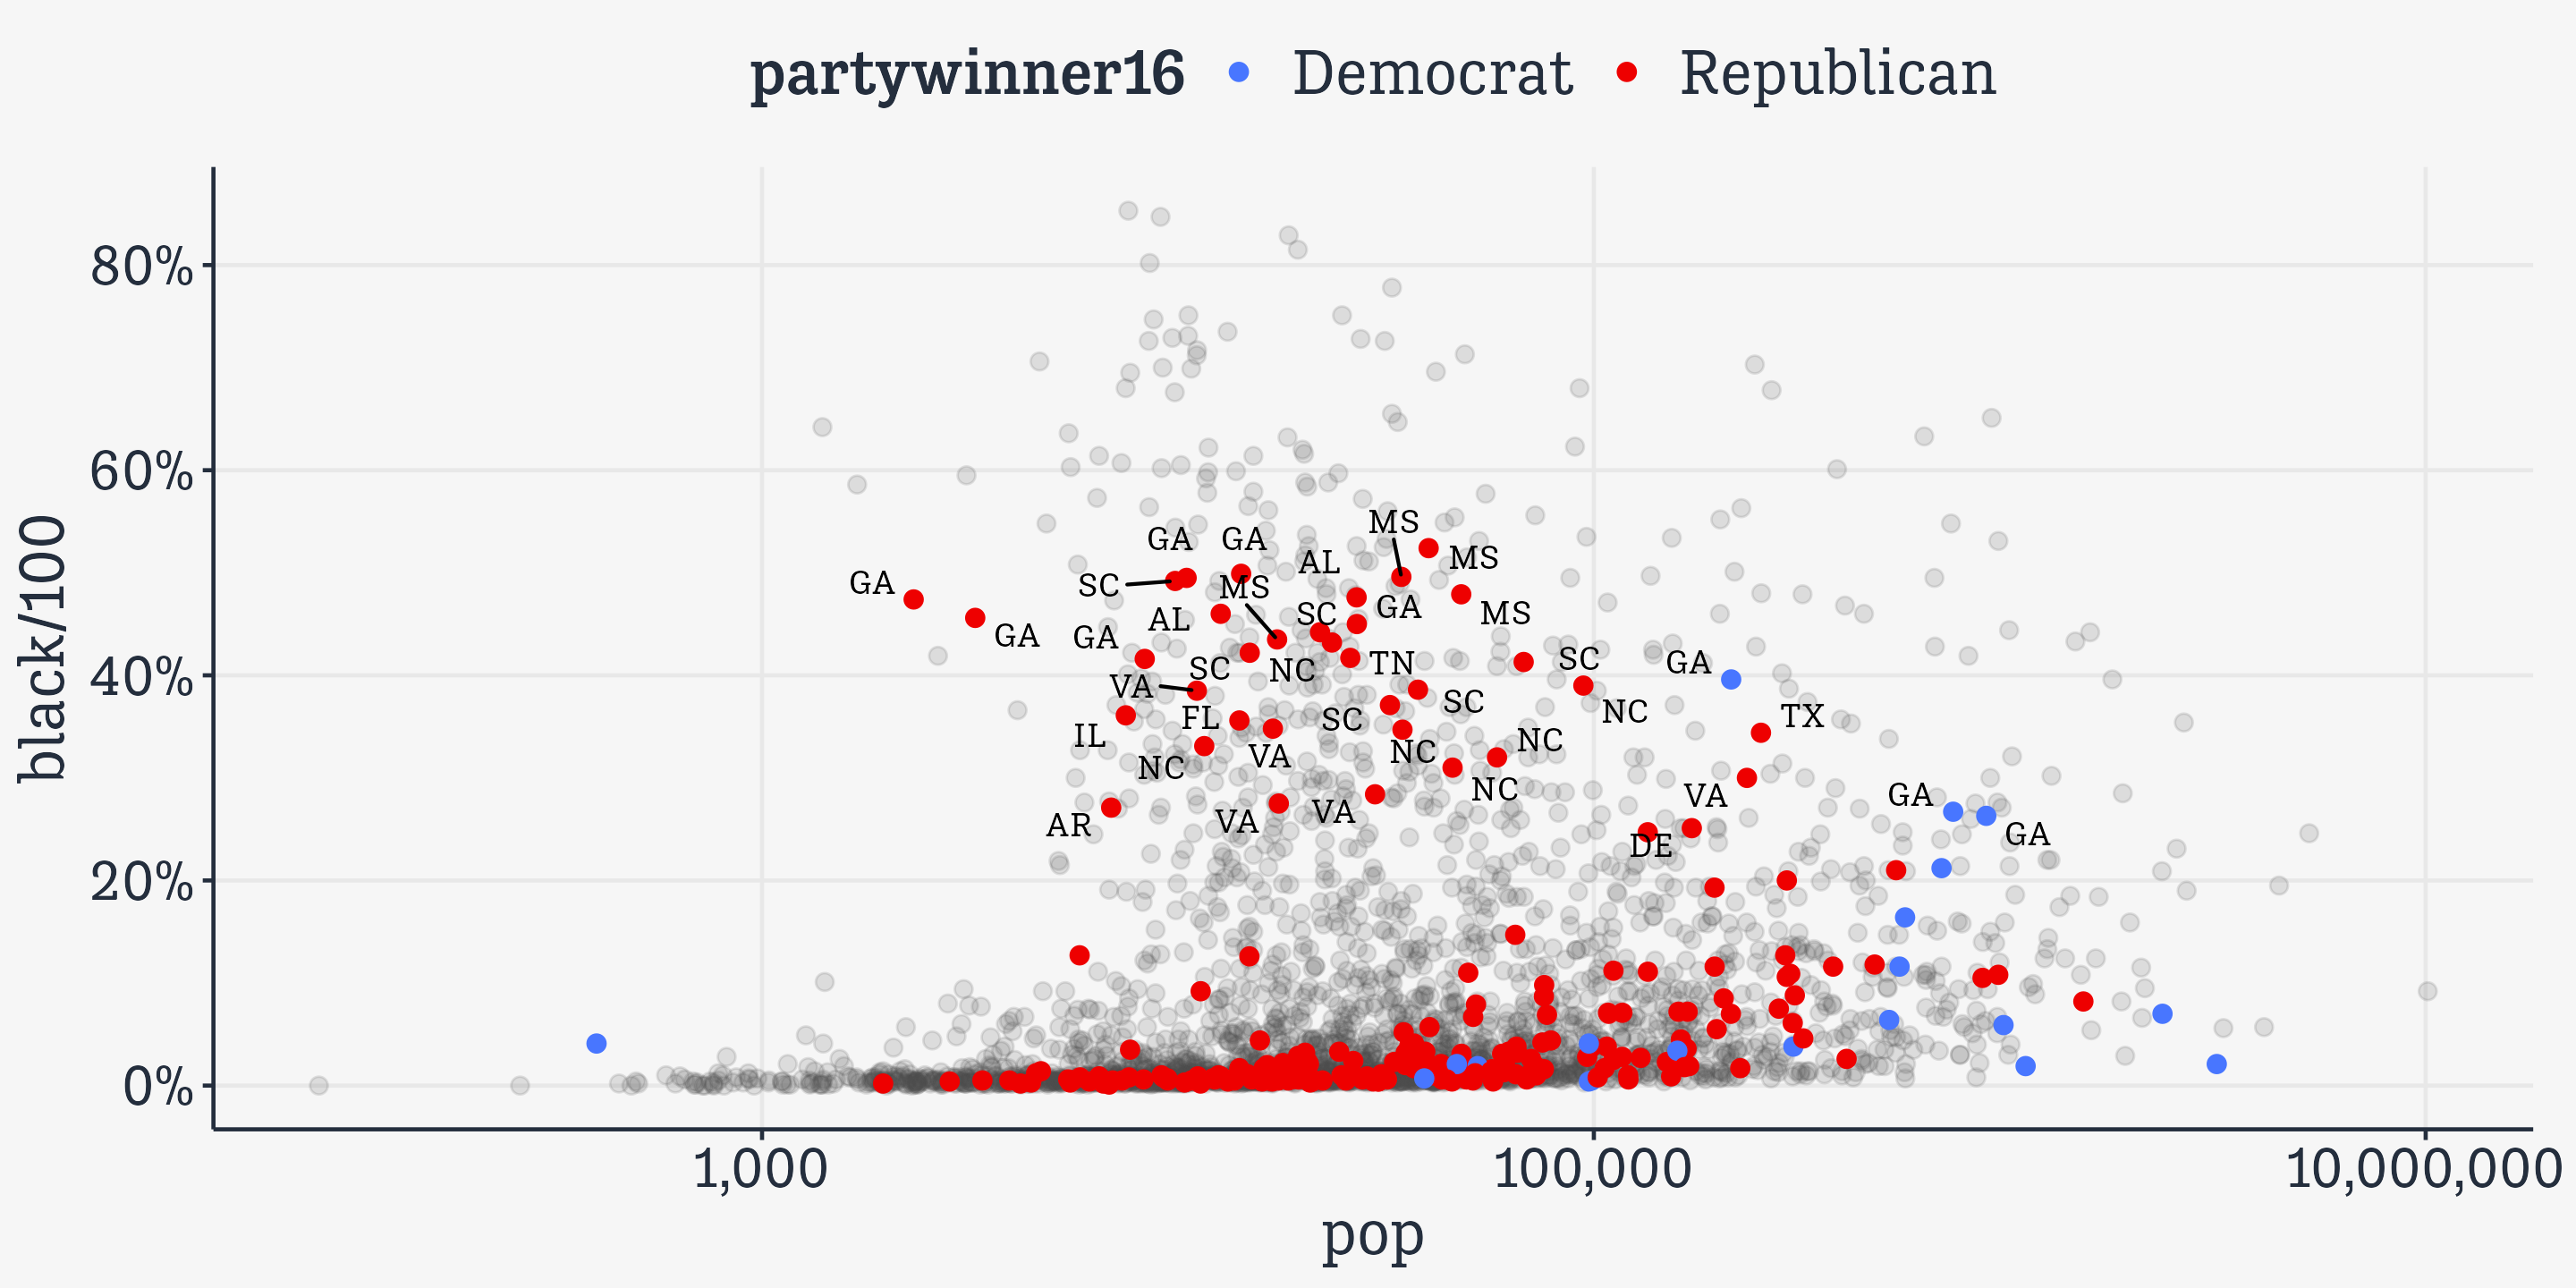 partywinner16 Democrat Republican
80%
60%
40%
20%
0%
black/100
MS
GA GA
AL MS
GA SC MS
GA SC MS
AL
GA GA
SC NC TN SC GA
VA
SC NC
IL FL SC TX
VA NC NC
NC
NC
GA
VA
AR VA VA
GA
DE
1,000 100,000 10,000,000
pop